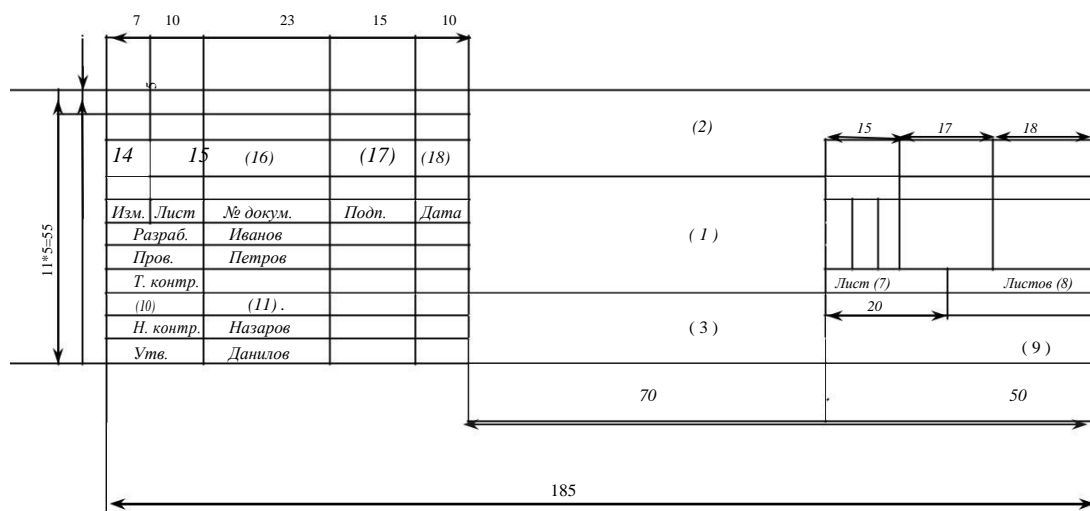 7 10 23 15 10
5
(2)
15 17 18
14 15 (16) (17) (18)
Изм. Лист № докум. Подп. Дата
Разраб. Иванов
( 1 )
Пров. Петров
11*5=55
Т. контр.
Лист (7) Листов (8)
(10) (11) .
20
Н. контр. Назаров
( 3 )
Утв. Данилов
( 9 )
70 50
185